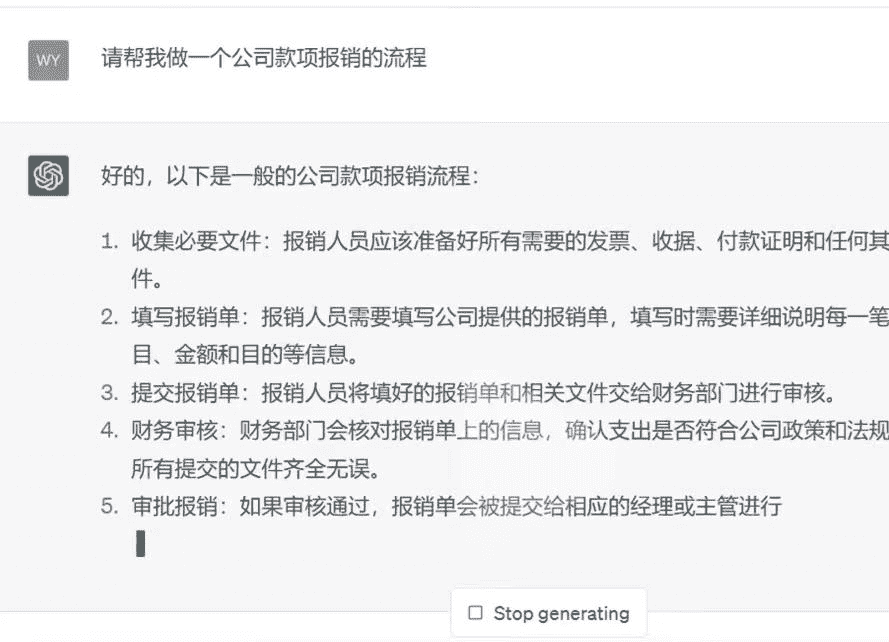 WY
请帮我做一个公司款项报销的流程
好的，以下是一般的公司款项报销流程：
1. 收集必要文件：报销人员应该准备好所有需要的发票、收据、付款证明和任何其
件。
2. 填写报销单：报销人员需要填写公司提供的报销单，填写时需要详细说明每一笔
目、金额和目的等信息。
3. 提交报销单：报销人员将填好的报销单和相关文件交给财务部门进行审核。
4. 财务审核：财务部门会核对报销单上的信息，确认支出是否符合公司政策和法规
所有提交的文件齐全无误。
5. 审批报销：如果审核通过，报销单会被提交给相应的经理或主管进行
Stop generating